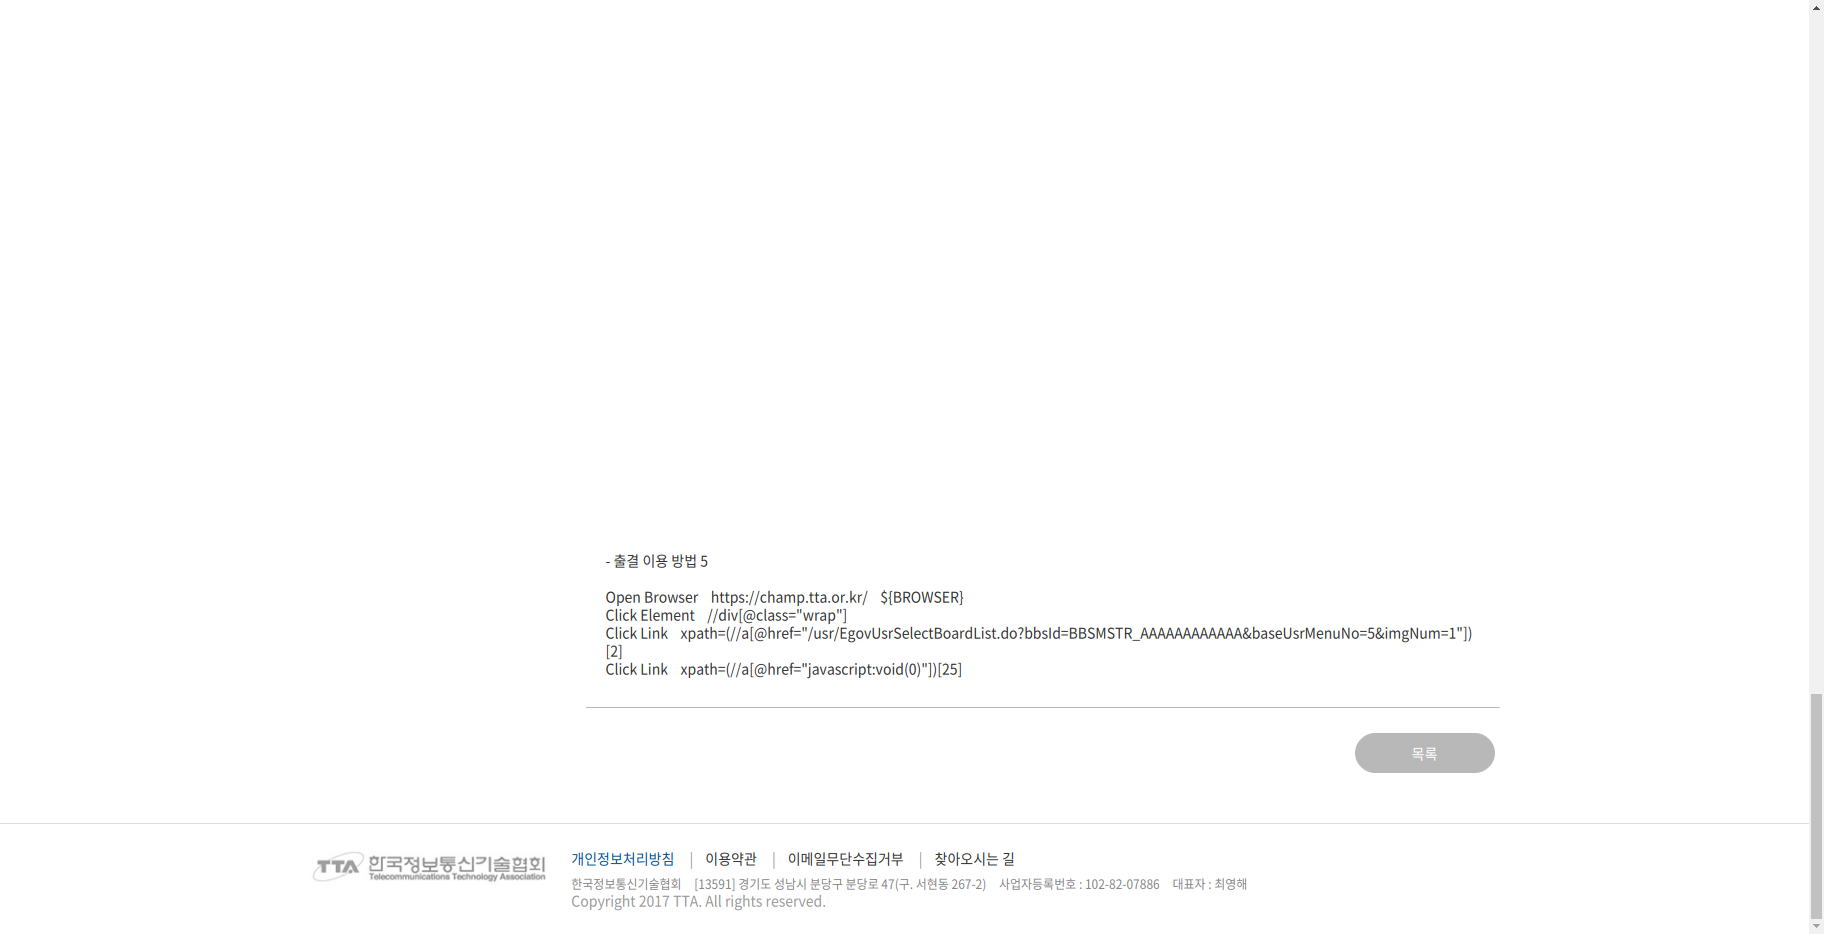 - 출결 이용 방법 5
Open Browser    https://champ.tta.or.kr/    ${BROWSER}
Click Element    //div[@class="wrap"]
Click Link    xpath=(//a[@href="/usr/EgovUsrSelectBoardList.do?bbsId=BBSMSTR_AAAAAAAAAAAA&baseUsrMenuNo=5&imgNum=1"])
[2]
Click Link    xpath=(//a[@href="javascript:void(0)"])[25]
목록
TTA 한국정보통신기술협회
Telecommunications Technology Association
개인정보처리방침 | 이용약관 | 이메일무단수집거부 | 찾아오시는 길
한국정보통신기술협회 [13591] 경기도 성남시 분당구 분당로 47(구. 서현동 267-2) 사업자등록번호 : 102-82-07886 대표자 : 최영해
Copyright 2017 TTA. All rights reserved.